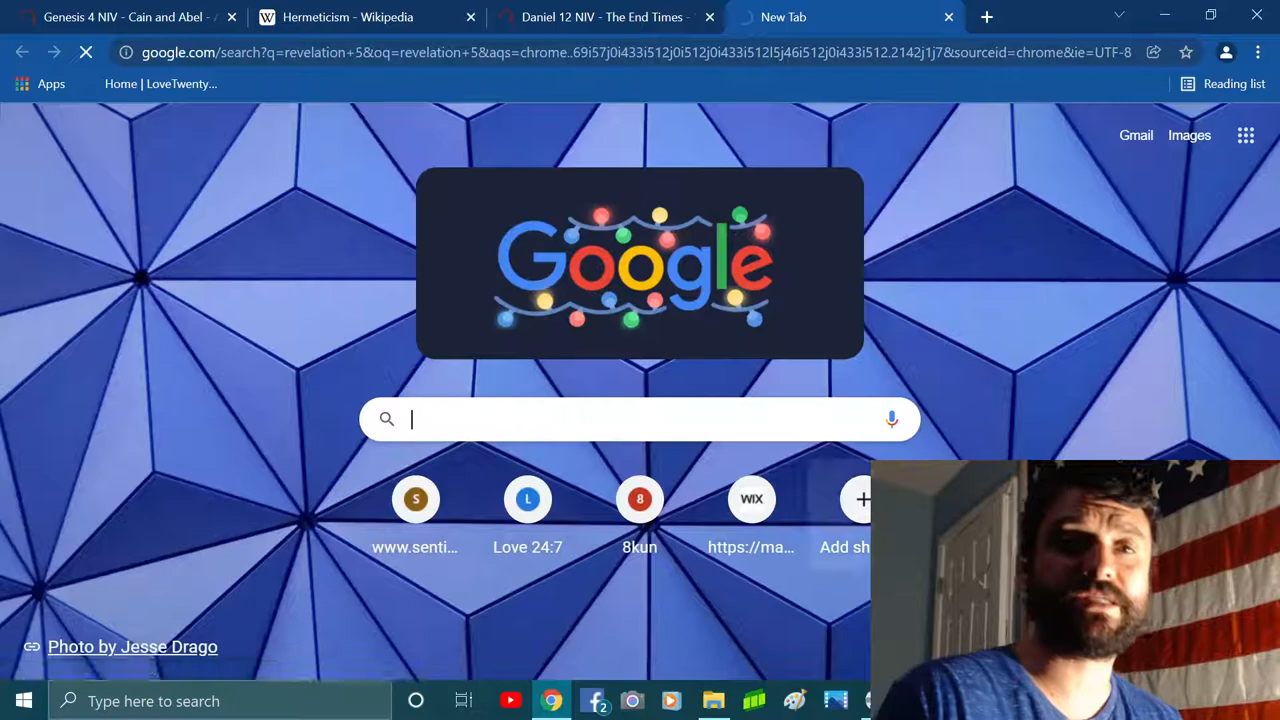 Genesis 4 NIV - Cain and Abel - A
Hermeticism - Wikipedia
Daniel 12 NIV - The End Times -
New Tab
google.com/search?q=revelation+5&oq=revelation+5&aqs=chrome..69i57j0i433i512j0i512j0i433i512l5j46i512j0i433i512.2142j1j7&sourceid=chrome&ie=UTF-8
Apps
Home | LoveTwenty...
Reading list
Gmail
Images
Google
S
L
8
WIX
www.senti...
Love 24:7
8kun
https://ma...
Add sh
Photo by Jesse Drago
Type here to search
2